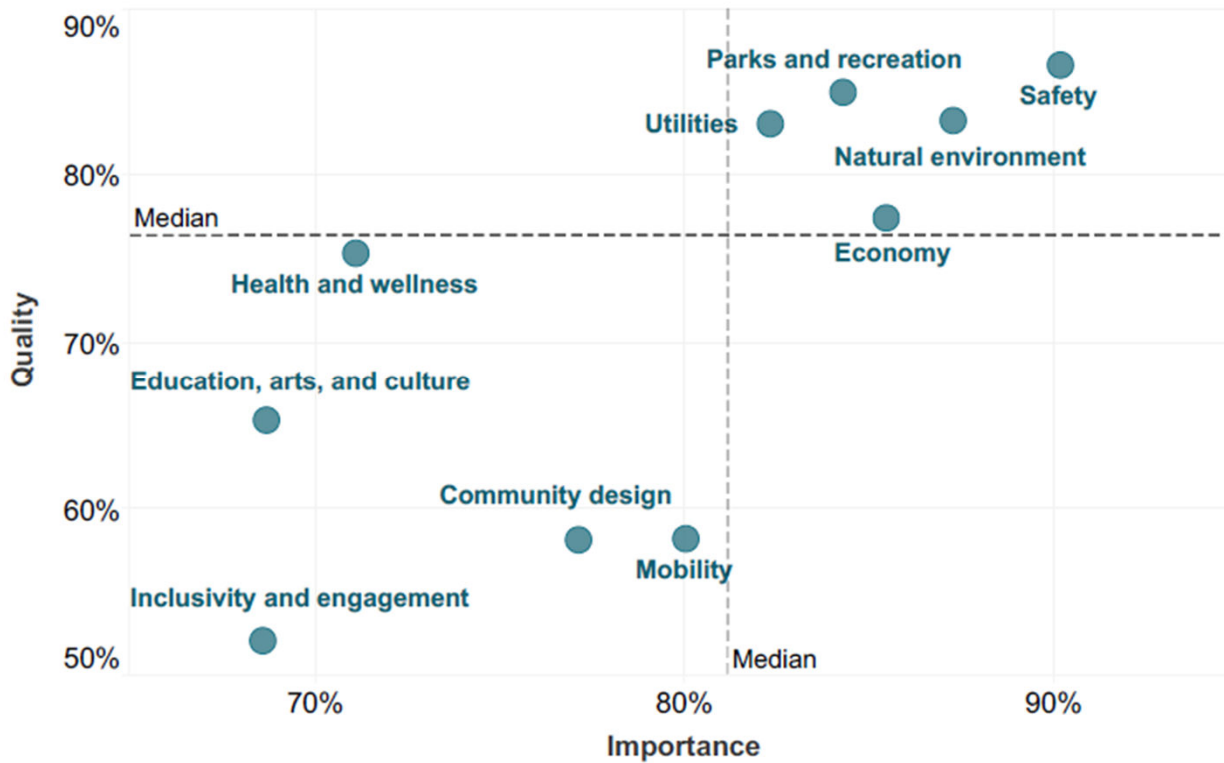 90%
Parks and recreation
Safety
Utilities
Natural environment
80%
Median
Economy
Health and wellness
Quality
70%
Education, arts, and culture
60%
Community design
Mobility
Inclusivity and engagement
50%
Median
70%
80%
90%
Importance